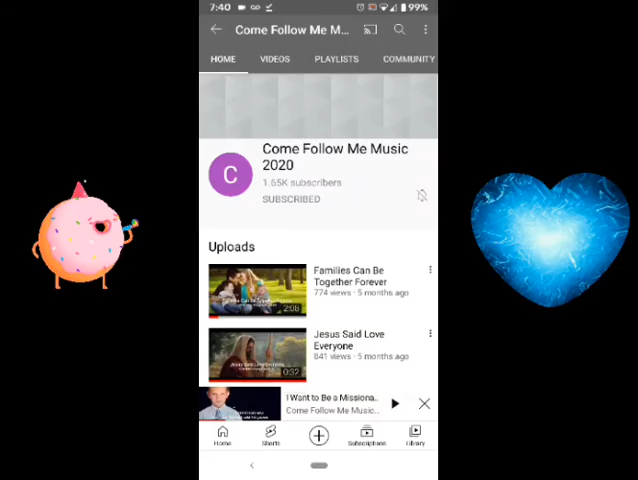 7:40
99%
Come Follow Me M...
HOME VIDEOS PLAYLISTS COMMUNITY
C
Come Follow Me Music
2020
1.65K subscribers
SUBSCRIBED
Uploads
Families Can Be
Together Forever
774 views · 5 months ago
2:08
Jesus Said Love
Everyone
841 views · 5 months ago
0:32
I Want to Be a Missiona...
Come Follow Me Music...
Home Shorts Subscriptions Library